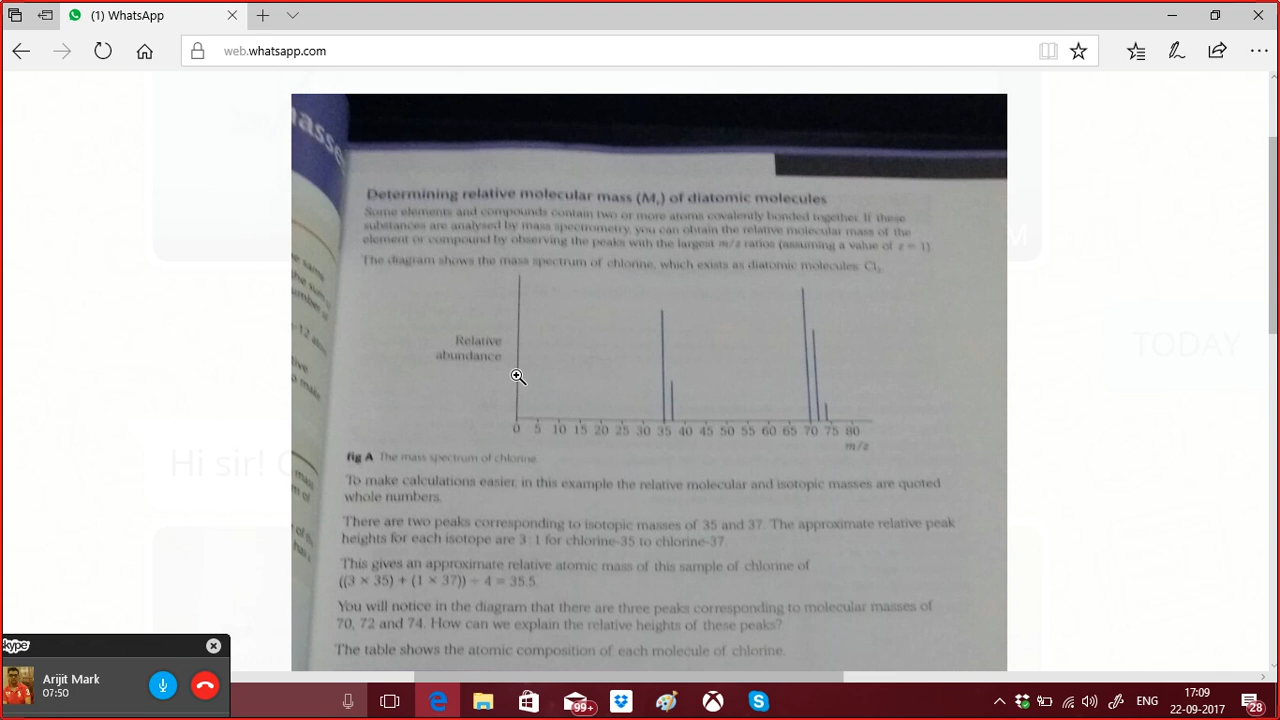 (1) WhatsApp
web.whatsapp.com
Determining relative molecular mass (Mr) of diatomic molecules
Some elements and compounds contain two or more atoms covalently bonded together. If these
substances are analysed by mass spectrometry, you can obtain the relative molecular mass of the
element or compound by observing the peaks with the largest m/z ratios (assuming a value of z = 1).
The diagram shows the mass spectrum of chlorine, which exists as diatomic molecules, Cl2.
Relative
abundance
0 5 10 15 20 25 30 35 40 45 50 55 60 65 70 75 80
m/z
fig A The mass spectrum of chlorine.
To make calculations easier, in this example the relative molecular and isotopic masses are quoted
whole numbers.
There are two peaks corresponding to isotopic masses of 35 and 37. The approximate relative peak
heights for each isotope are 3:1 for chlorine-35 to chlorine-37.
This gives an approximate relative atomic mass of this sample of chlorine of
((3 × 35) + (1 × 37)) ÷ 4 = 35.5
You will notice in the diagram that there are three peaks corresponding to molecular masses of
70, 72 and 74. How can we explain the relative heights of these peaks?
The table shows the atomic composition of each molecule of chlorine.
TODAY
Hi sir!
skype
Arijit Mark
07:50
99+
ENG
17:09
22-09-2017
28